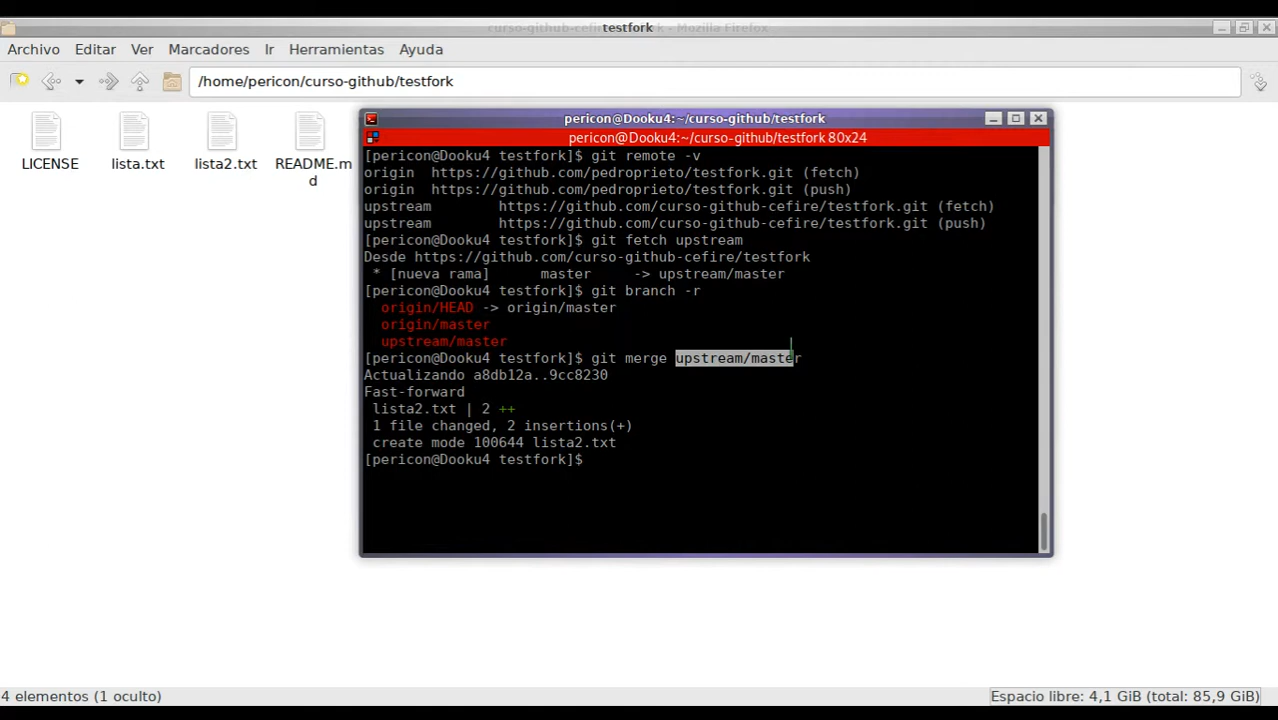 testfork
Archivo Editar Ver Marcadores Ir Herramientas Ayuda
/home/pericon/curso-github/testfork
LICENSE
lista.txt
lista2.txt
README.m
d
pericon@Dooku4:~/curso-github/testfork
pericon@Dooku4:~/curso-github/testfork 80x24
[pericon@Dooku4 testfork]$ git remote -v
origin  https://github.com/pedroprieto/testfork.git (fetch)
origin  https://github.com/pedroprieto/testfork.git (push)
upstream        https://github.com/curso-github-cefire/testfork.git (fetch)
upstream        https://github.com/curso-github-cefire/testfork.git (push)
[pericon@Dooku4 testfork]$ git fetch upstream
Desde https://github.com/curso-github-cefire/testfork
 * [nueva rama]      master     -> upstream/master
[pericon@Dooku4 testfork]$ git branch -r
  origin/HEAD -> origin/master
  origin/master
  upstream/master
[pericon@Dooku4 testfork]$ git merge upstream/master
Actualizando a8db12a..9cc8230
Fast-forward
 lista2.txt | 2 ++
 1 file changed, 2 insertions(+)
 create mode 100644 lista2.txt
[pericon@Dooku4 testfork]$
4 elementos (1 oculto)
Espacio libre: 4,1 GiB (total: 85,9 GiB)